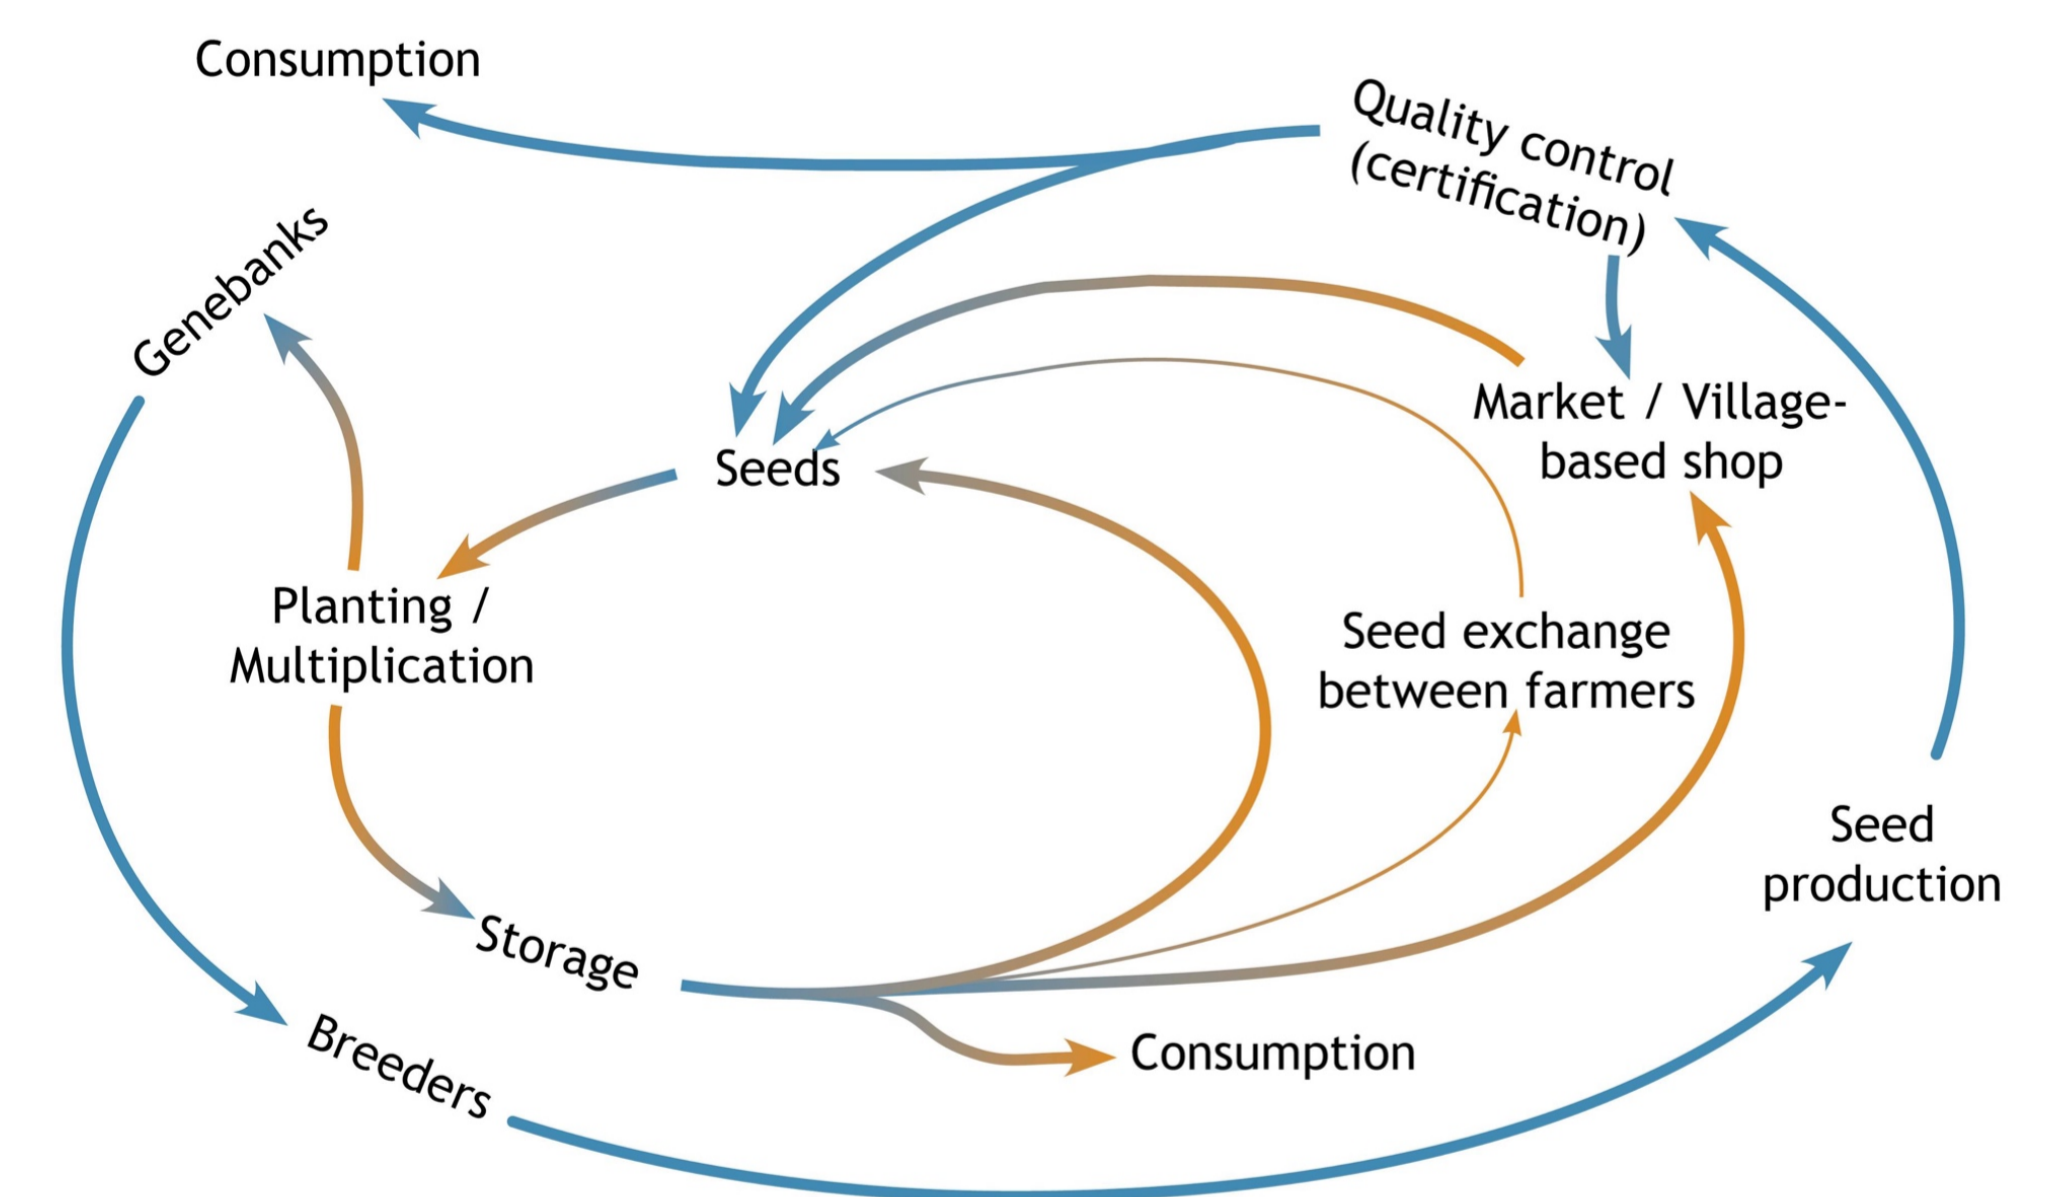 Consumption
Quality control
(certification)
Genebanks
Market / Village-
based shop
Seeds
Planting /
Multiplication
Seed exchange
between farmers
Seed
production
Storage
Consumption
Breeders